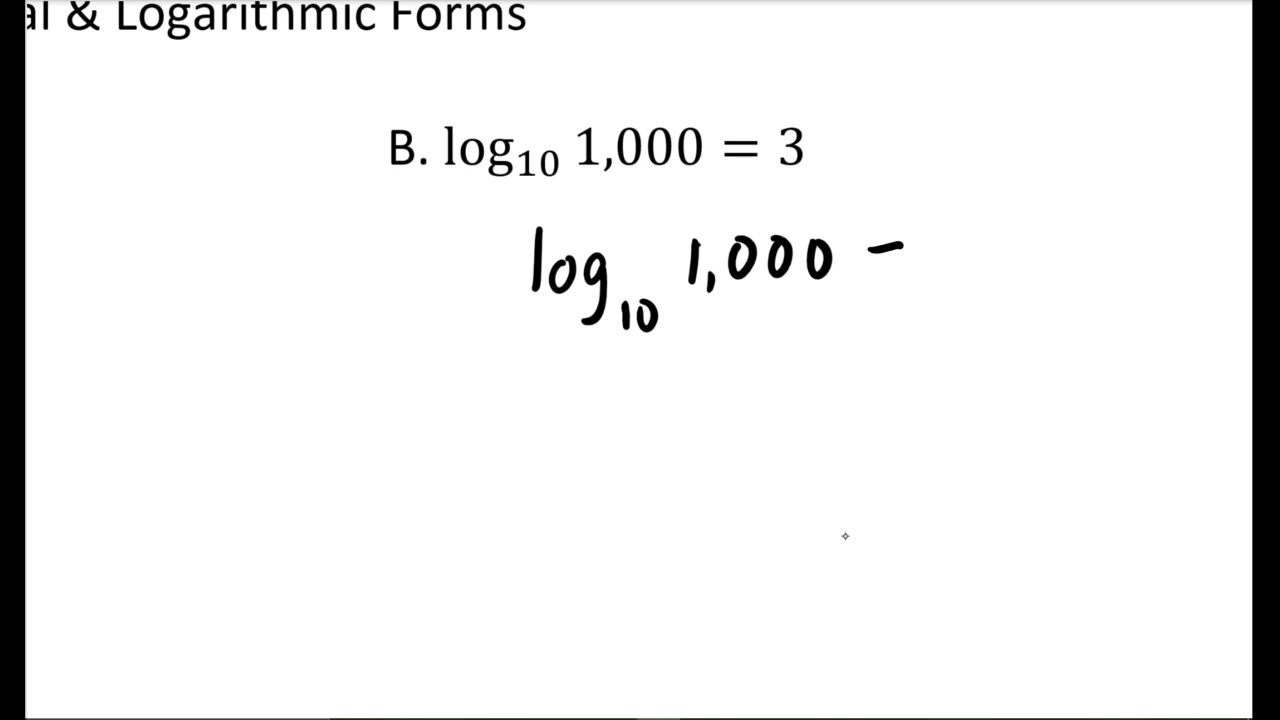 al & Logarithmic Forms
B. log₁₀ 1,000 = 3
log₁₀ 1,000 -